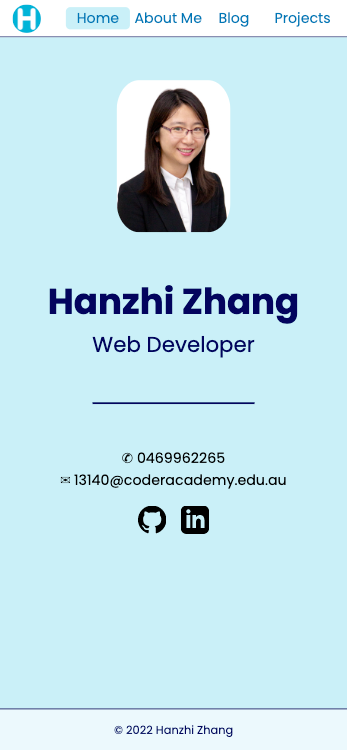 H
Home About Me Blog Projects
Hanzhi Zhang
Web Developer
✆ 0469962265
✉ 13140@coderacademy.edu.au
in
© 2022 Hanzhi Zhang